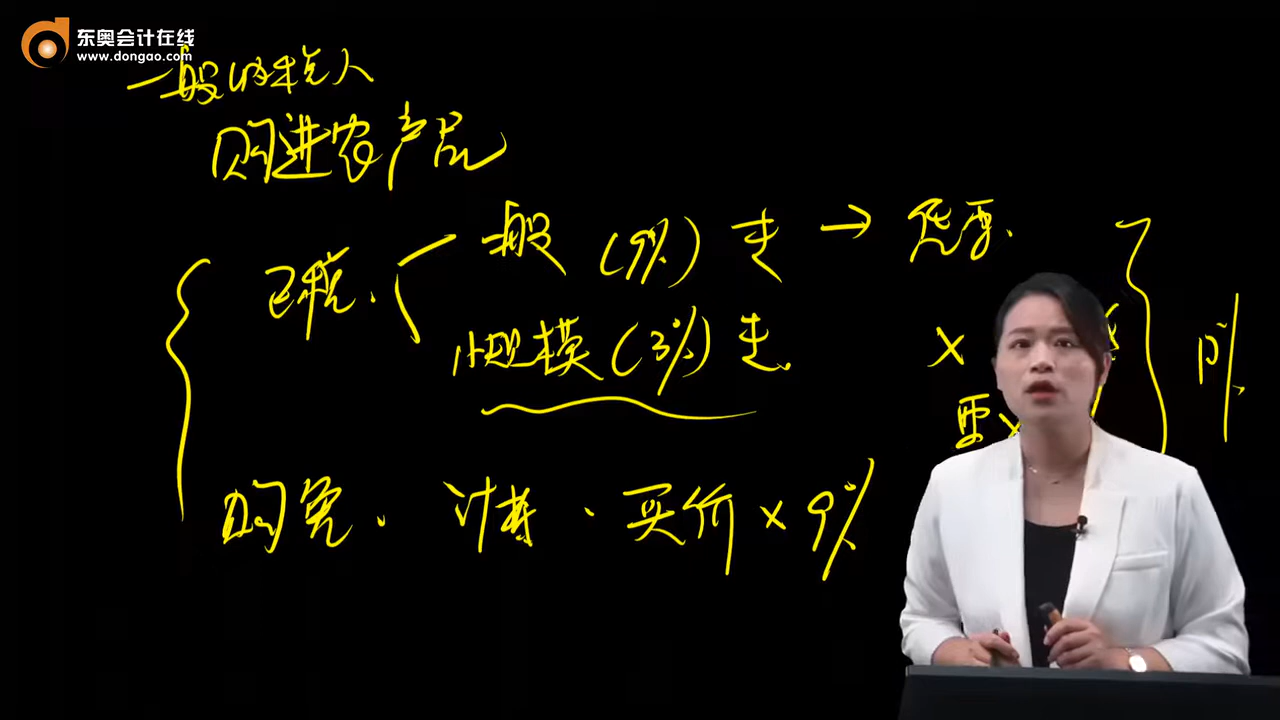 东奥会计在线
www.dongao.com
一般纳税人
购进农产品
已税. 一般 (9%) 专 → 凭票.
小规模 (3%) 专. ×
票×
购免. 计算 · 买价×9%